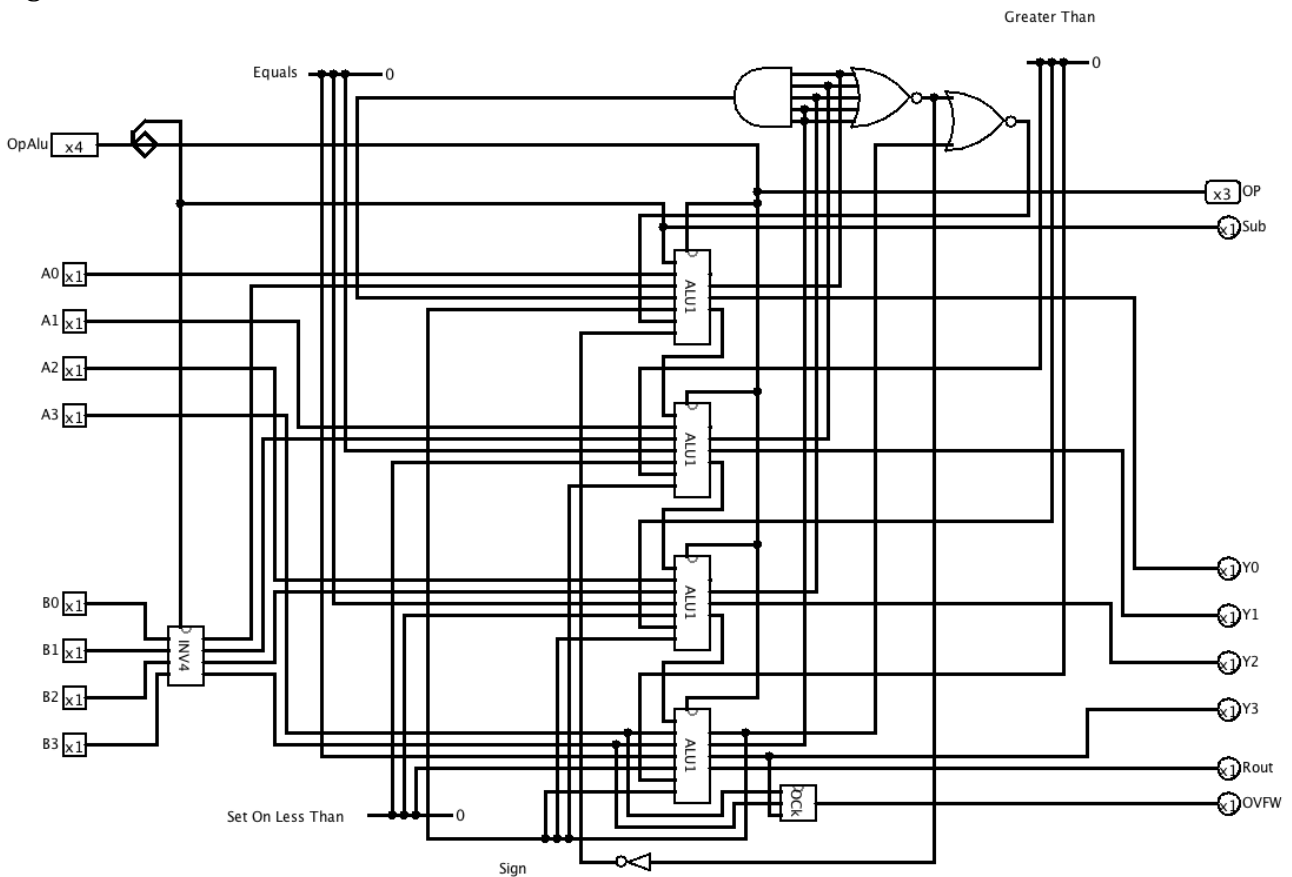 Greater Than
Equals
0
0
OpAlu
x4
x3
OP
x1
Sub
A0
x1
ALU1
A1
x1
A2
x1
A3
x1
ALU1
x1
Y0
B0
x1
ALU1
x1
Y1
B1
x1
INV4
x1
Y2
B2
x1
x1
Y3
B3
x1
ALU1
x1
Rout
x1
OVFW
Set On Less Than
0
Sign